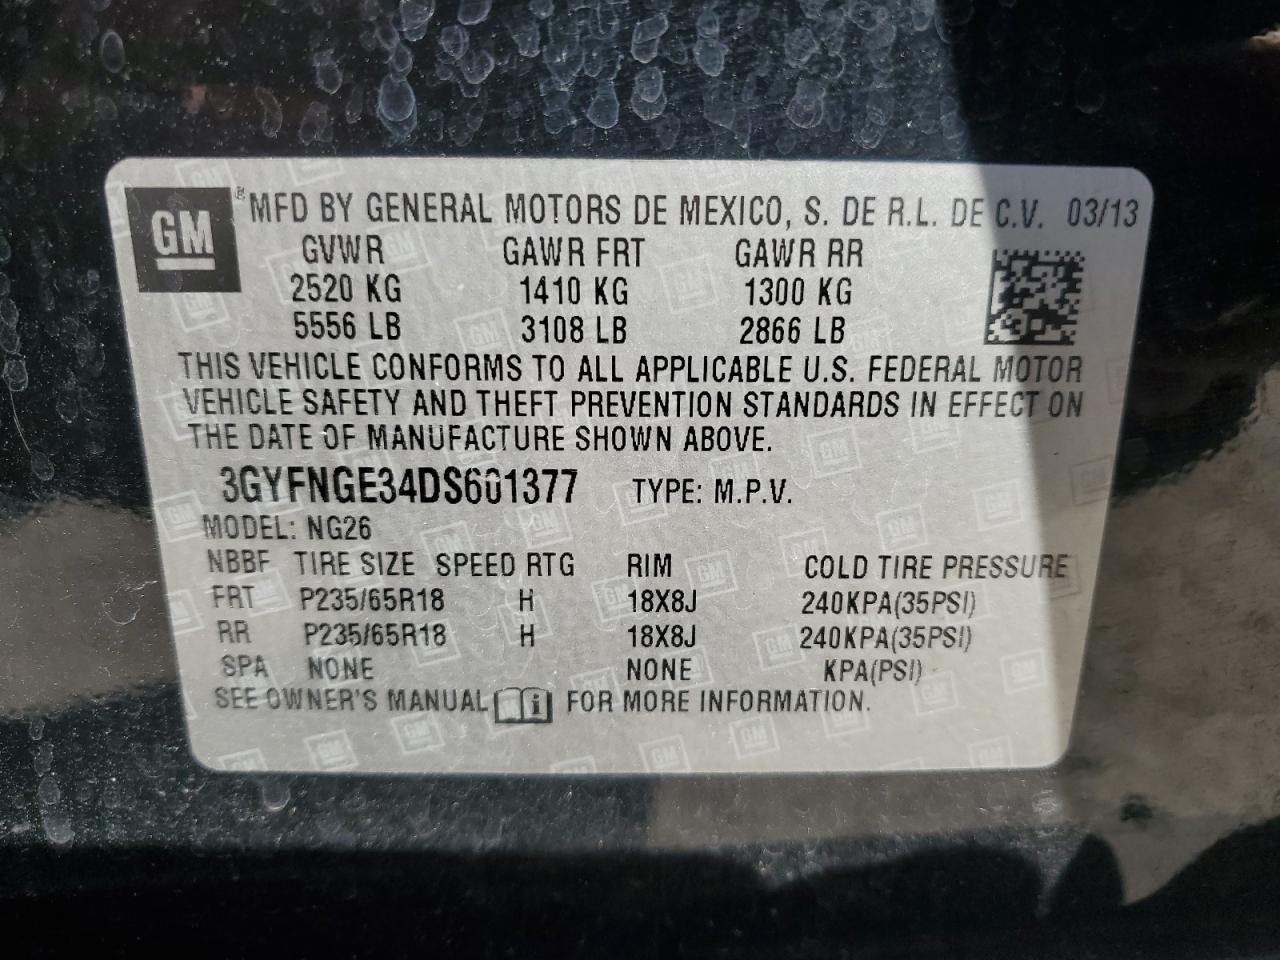 GM ® MFD BY GENERAL MOTORS DE MEXICO, S. DE R.L. DE C.V. 03/13
GVWR GAWR FRT GAWR RR
2520 KG 1410 KG 1300 KG
5556 LB 3108 LB 2866 LB
THIS VEHICLE CONFORMS TO ALL APPLICABLE U.S. FEDERAL MOTOR
VEHICLE SAFETY AND THEFT PREVENTION STANDARDS IN EFFECT ON
THE DATE OF MANUFACTURE SHOWN ABOVE.
3GYFNGE34DS601377 TYPE: M.P.V.
MODEL: NG26
NBBF TIRE SIZE SPEED RTG RIM COLD TIRE PRESSURE
FRT P235/65R18 H 18X8J 240KPA(35PSI)
RR P235/65R18 H 18X8J 240KPA(35PSI)
SPA NONE NONE KPA(PSI)
SEE OWNER'S MANUAL i FOR MORE INFORMATION.